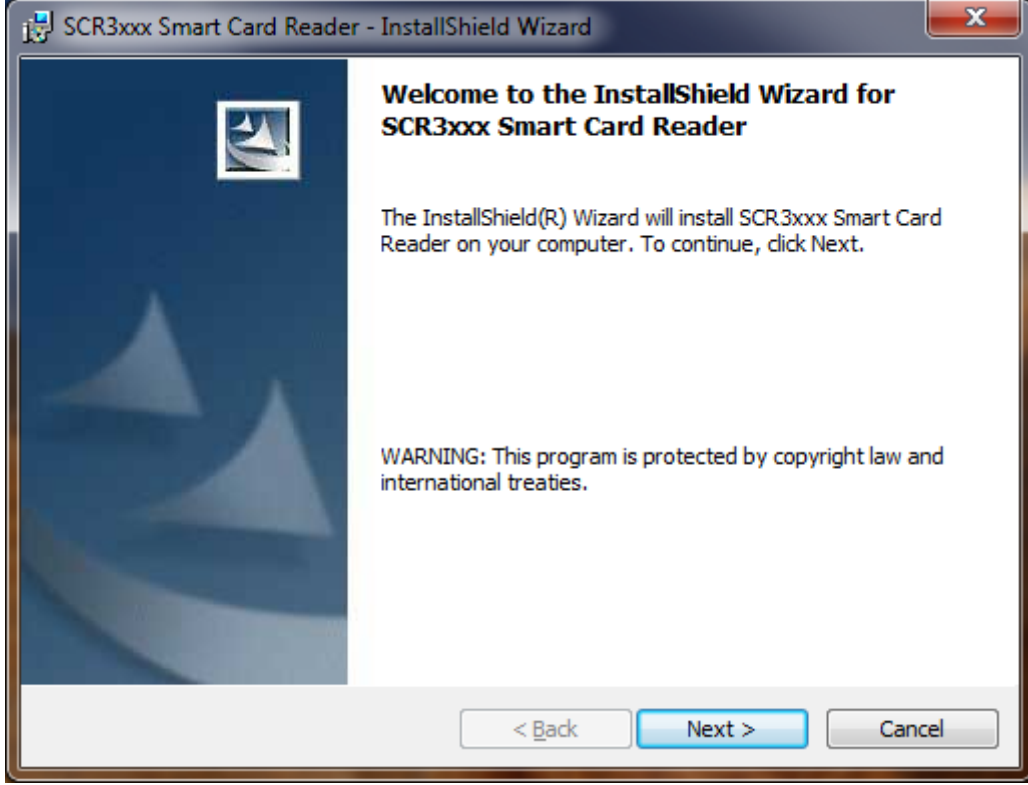 SCR3xxx Smart Card Reader - InstallShield Wizard
Welcome to the InstallShield Wizard for
SCR3xxx Smart Card Reader
The InstallShield(R) Wizard will install SCR3xxx Smart Card
Reader on your computer. To continue, click Next.
WARNING: This program is protected by copyright law and
international treaties.
< Back
Next >
Cancel